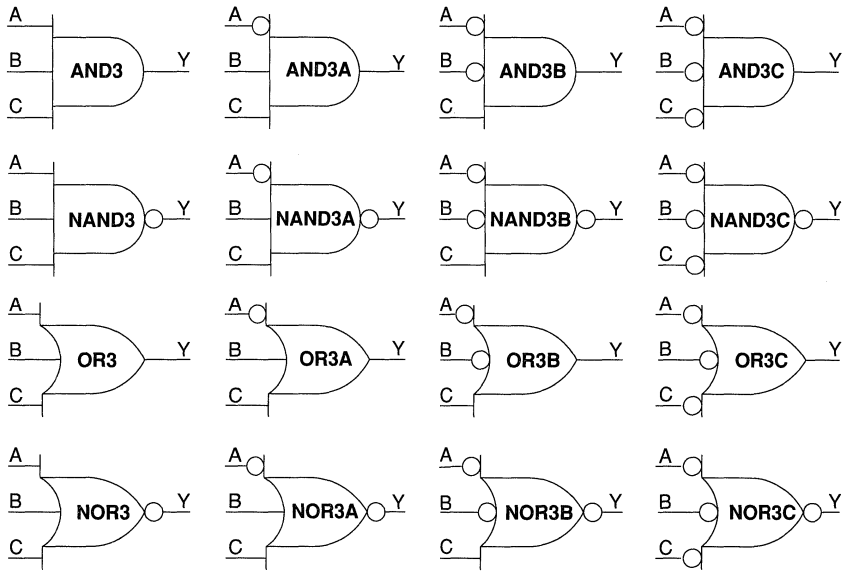 A A A A
B AND3 Y B AND3A Y B AND3B Y B AND3C Y
C C C C
A A A A
B NAND3 Y B NAND3A Y B NAND3B Y B NAND3C Y
C C C C
A A A A
B OR3 Y B OR3A Y B OR3B Y B OR3C Y
C C C C
A A A A
B NOR3 Y B NOR3A Y B NOR3B Y B NOR3C Y
C C C C